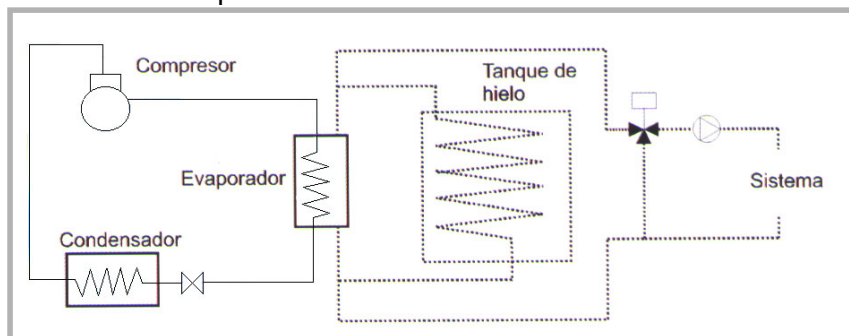 Compresor
Tanque de
hielo
Evaporador
Sistema
Condensador